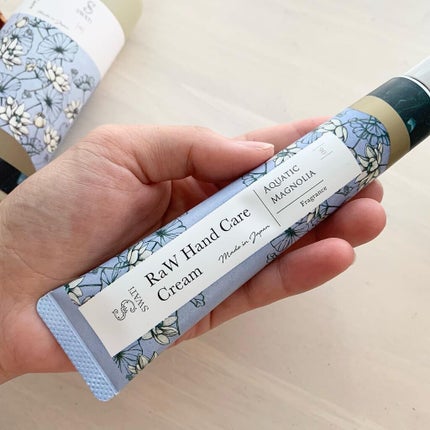 SWATi
RaW Hand Care
Cream
Made in Japan
AQUATIC
MAGNOLIA
Fragrance